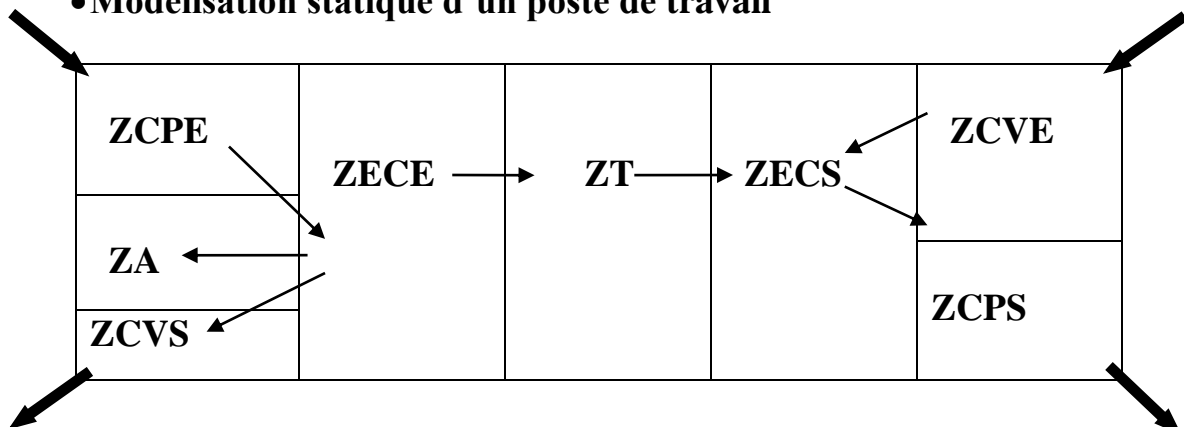 •Modélisation statique d'un poste de travail
ZCPE
ZCVE
ZECE
ZT
ZECS
ZA
ZCPS
ZCVS